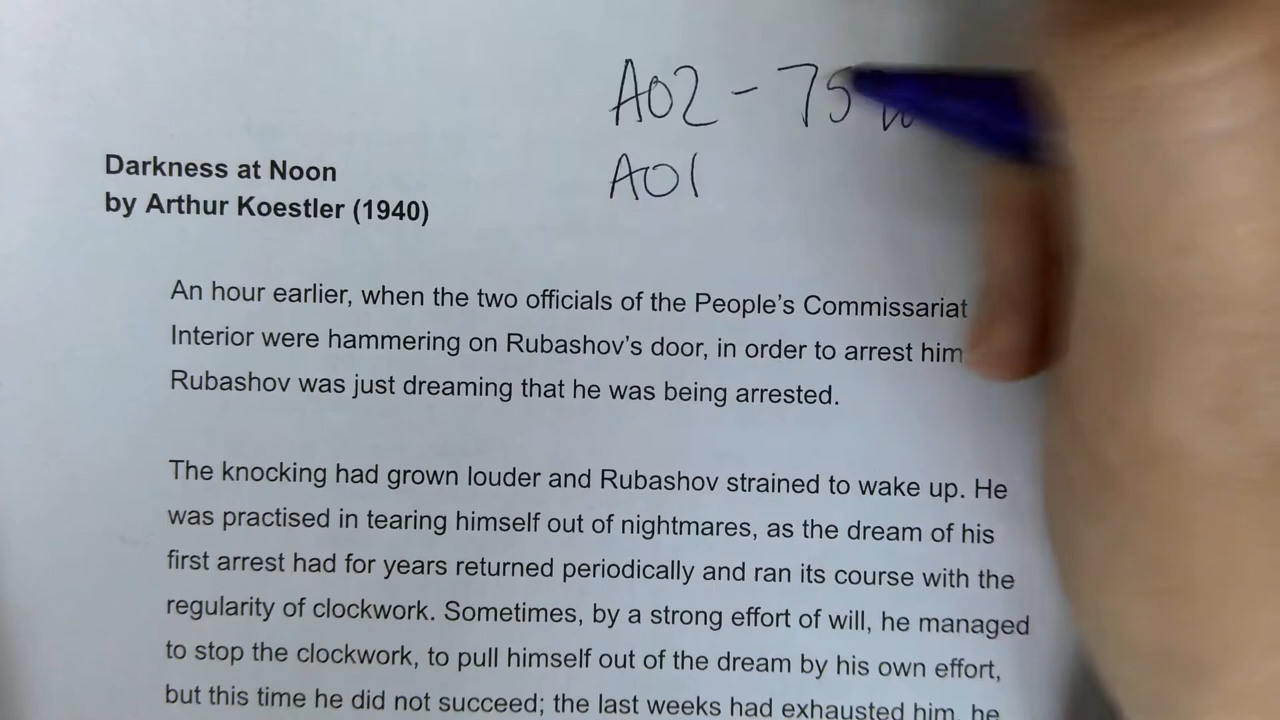 AO2 - 75
AO1
Darkness at Noon
by Arthur Koestler (1940)
An hour earlier, when the two officials of the People's Commissariat
Interior were hammering on Rubashov's door, in order to arrest him
Rubashov was just dreaming that he was being arrested.
The knocking had grown louder and Rubashov strained to wake up. He
was practised in tearing himself out of nightmares, as the dream of his
first arrest had for years returned periodically and ran its course with the
regularity of clockwork. Sometimes, by a strong effort of will, he managed
to stop the clockwork, to pull himself out of the dream by his own effort,
but this time he did not succeed; the last weeks had exhausted him, he